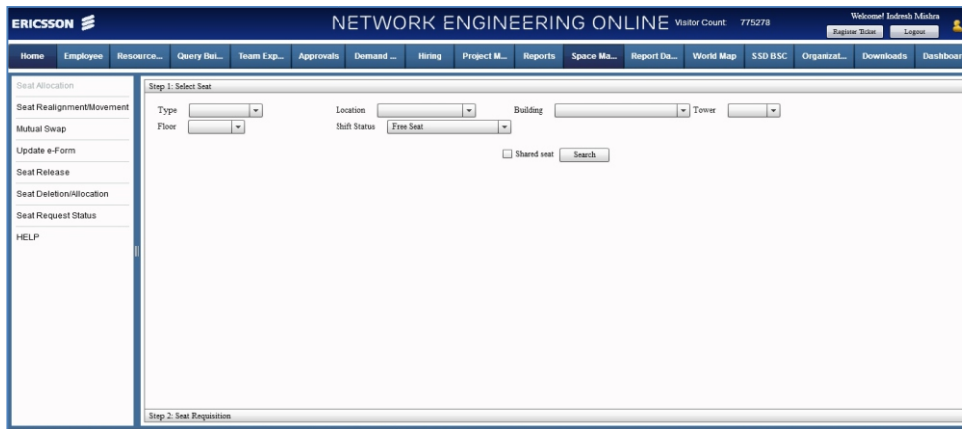 ERICSSON NETWORK ENGINEERING ONLINE Visitor Count: 775278 Welcome! Indresh Mishra
Register Ticket Logout
Home Employee Resource... Query Bui... Team Exp... Approvals Demand ... Hiring Project M... Reports Space Ma... Report Da... World Map SSD BSC Organizat... Downloads Dashboar
Seat Allocation
Seat Realignment/Movement
Mutual Swap
Update e-Form
Seat Release
Seat Deletion/Allocation
Seat Request Status
HELP
Step 1: Select Seat
Type Location Building Tower
Floor Shift Status Free Seat
Shared seat Search
Step 2: Seat Requisition